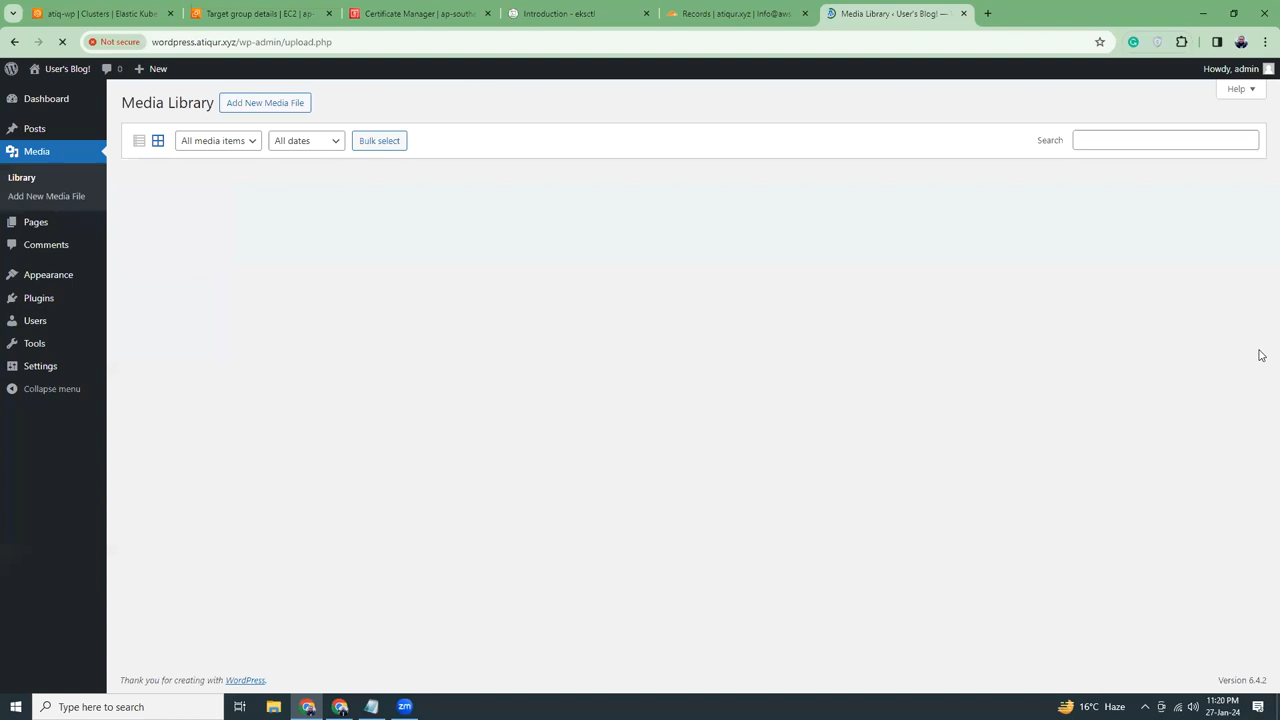 atiq-wp | Clusters | Elastic Kube
Target group details | EC2 | ap-
Certificate Manager | ap-southe
Introduction - eksctl
Records | atiqur.xyz | Info@aws
Media Library ‹ User's Blog! —
Not secure
wordpress.atiqur.xyz/wp-admin/upload.php
User's Blog!
0
New
Howdy, admin
Dashboard
Posts
Media
Library
Add New Media File
Pages
Comments
Appearance
Plugins
Users
Tools
Settings
Collapse menu
Media Library
Add New Media File
Help
All media items
All dates
Bulk select
Search
Thank you for creating with WordPress.
Version 6.4.2
Type here to search
zm
16°C Haze
11:20 PM
27-Jan-24